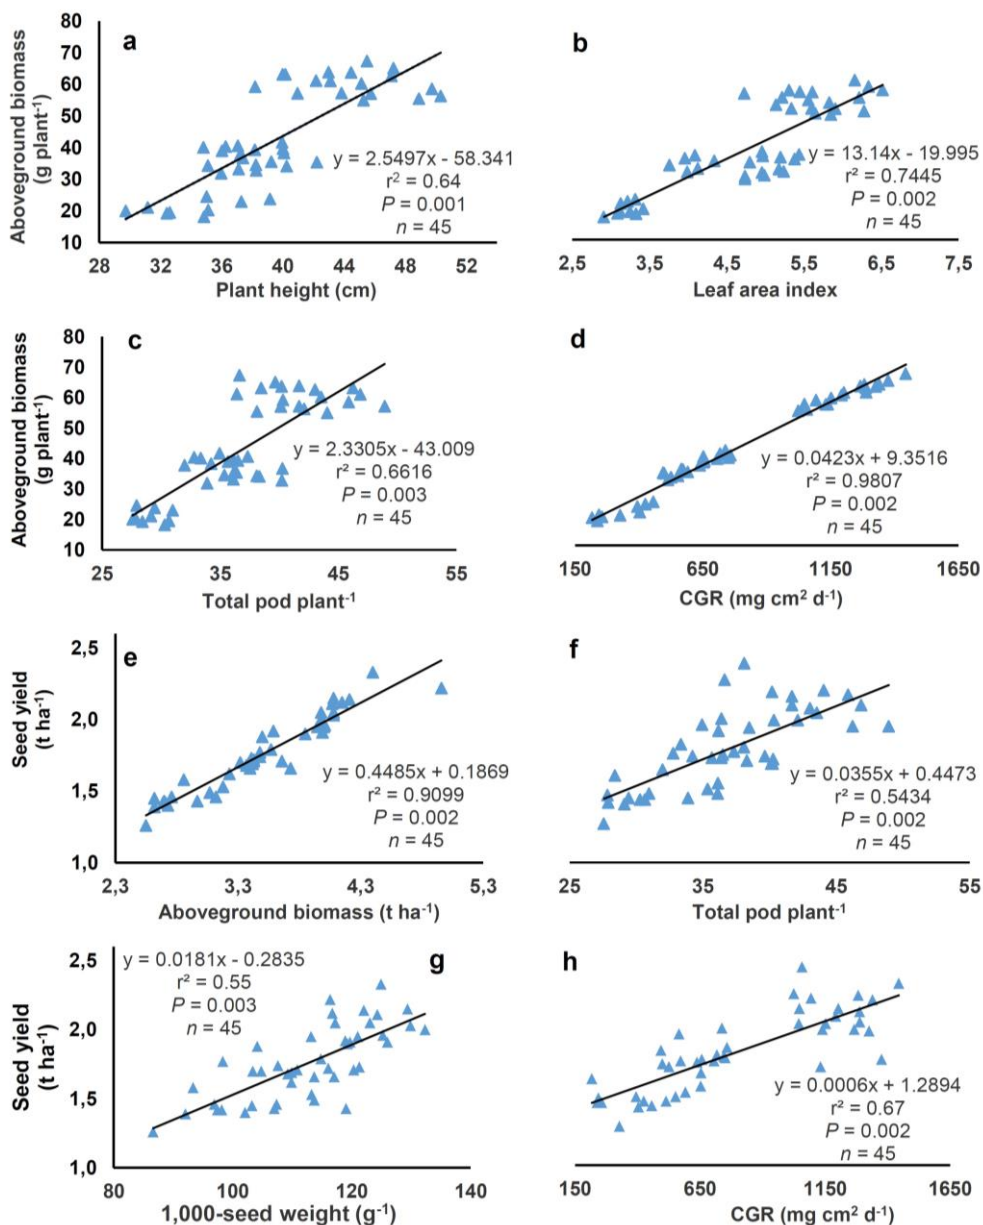 a
Aboveground biomass
(g plant⁻¹)
80
70
60
50
40
30
20
10
y = 2.5497x - 58.341
r² = 0.64
P = 0.001
n = 45
28 32 36 40 44 48 52
Plant height (cm)
b
y = 13.14x - 19.995
r² = 0.7445
P = 0.002
n = 45
2,5 3,5 4,5 5,5 6,5 7,5
Leaf area index
c
Aboveground biomass
(g plant⁻¹)
80
70
60
50
40
30
20
10
y = 2.3305x - 43.009
r² = 0.6616
P = 0.003
n = 45
25 35 45 55
Total pod plant⁻¹
d
y = 0.0423x + 9.3516
r² = 0.9807
P = 0.002
n = 45
150 650 1150 1650
CGR (mg cm² d⁻¹)
e
Seed yield
(t ha⁻¹)
2,5
2,0
1,5
1,0
y = 0.4485x + 0.1869
r² = 0.9099
P = 0.002
n = 45
2,3 3,3 4,3 5,3
Aboveground biomass (t ha⁻¹)
f
y = 0.0355x + 0.4473
r² = 0.5434
P = 0.002
n = 45
25 35 45 55
Total pod plant⁻¹
g
Seed yield
(t ha⁻¹)
2,5
2,0
1,5
1,0
y = 0.0181x - 0.2835
r² = 0.55
P = 0.003
n = 45
80 100 120 140
1,000-seed weight (g⁻¹)
h
y = 0.0006x + 1.2894
r² = 0.67
P = 0.002
n = 45
150 650 1150 1650
CGR (mg cm² d⁻¹)